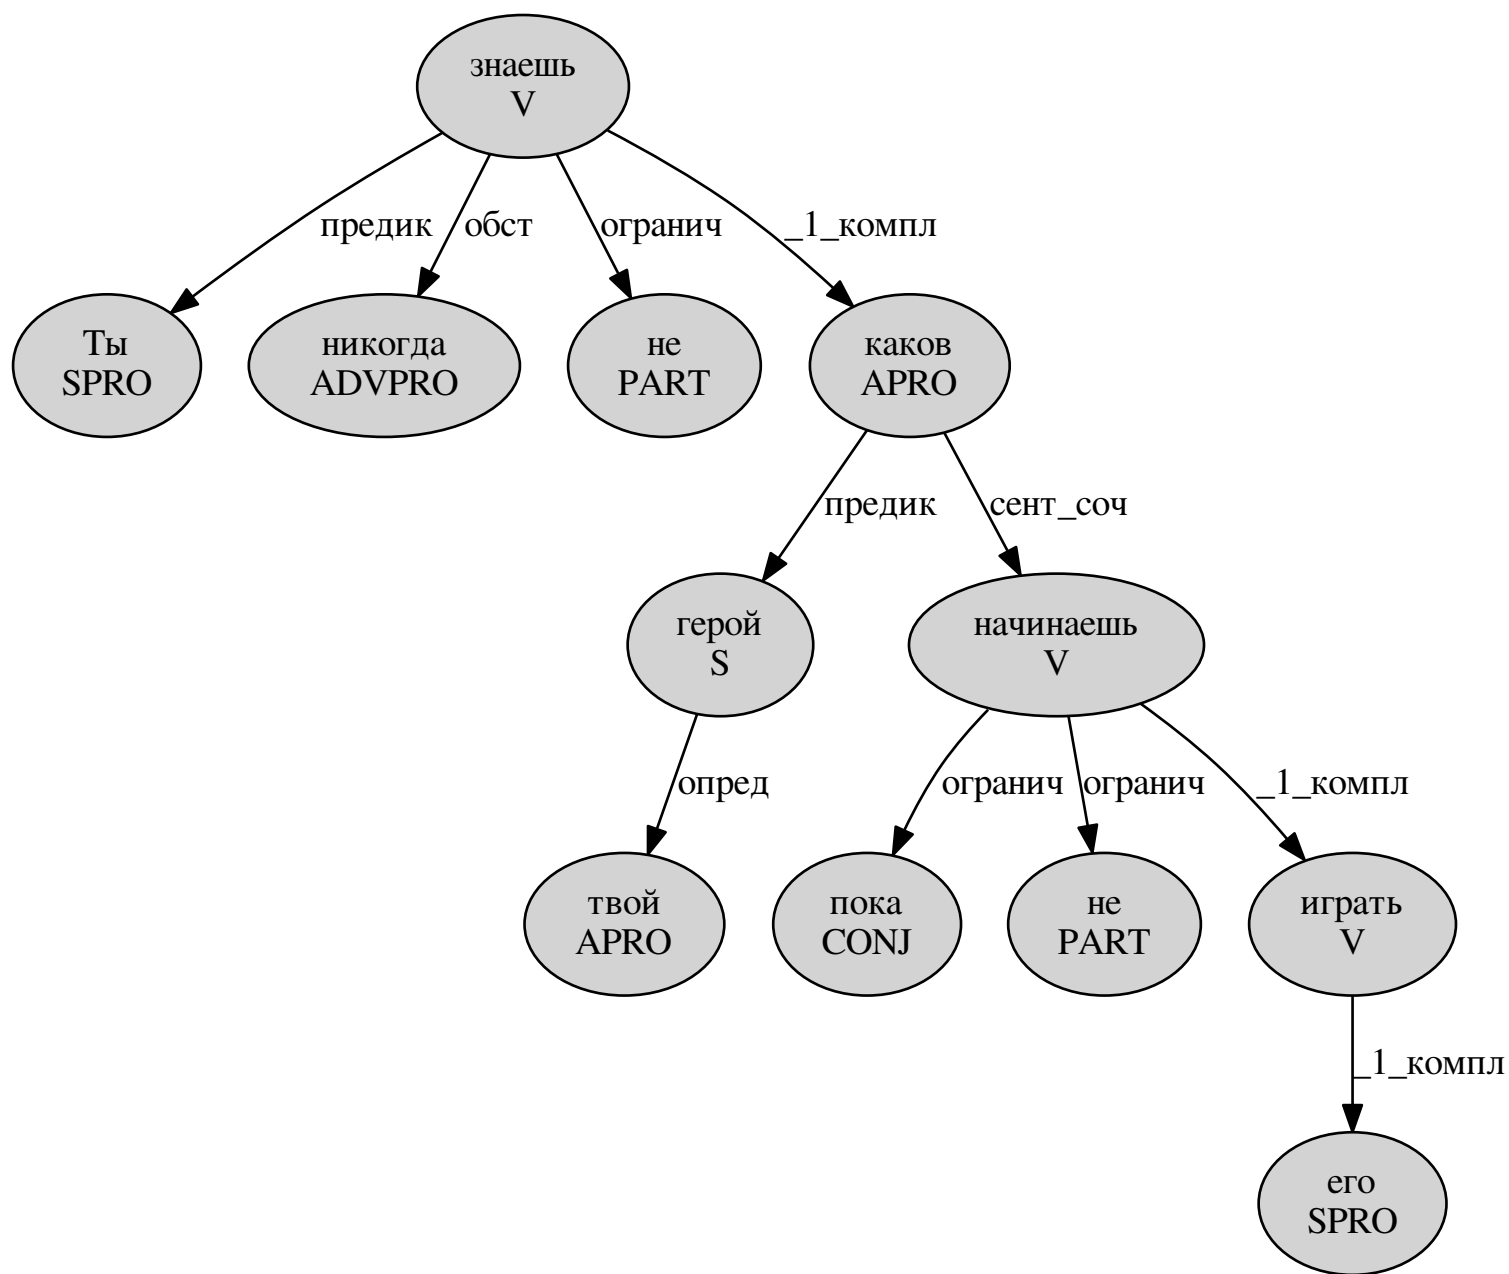 знаешь
V
предик
обст
огранич
_1_компл
Ты
SPRO
никогда
ADVPRO
не
PART
каков
APRO
предик
сент_соч
герой
S
начинаешь
V
опред
огранич
огранич
_1_компл
твой
APRO
пока
CONJ
не
PART
играть
V
_1_компл
его
SPRO